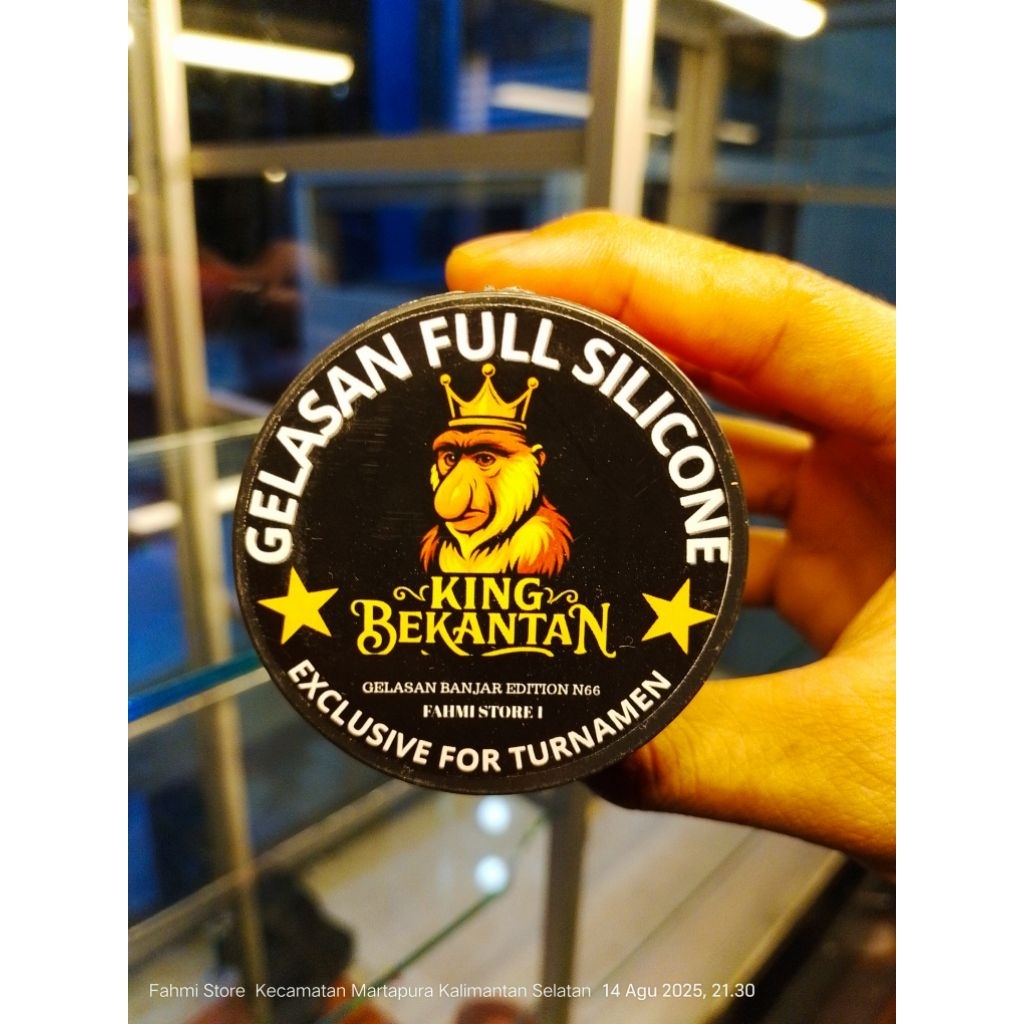 GELASAN FULL SILICONE
KING
BEKANTAN
GELASAN BANJAR EDITION N66
FAHMI STORE 1
EXCLUSIVE FOR TURNAMEN
Fahmi Store Kecamatan Martapura Kalimantan Selatan 14 Agu 2025, 21.30